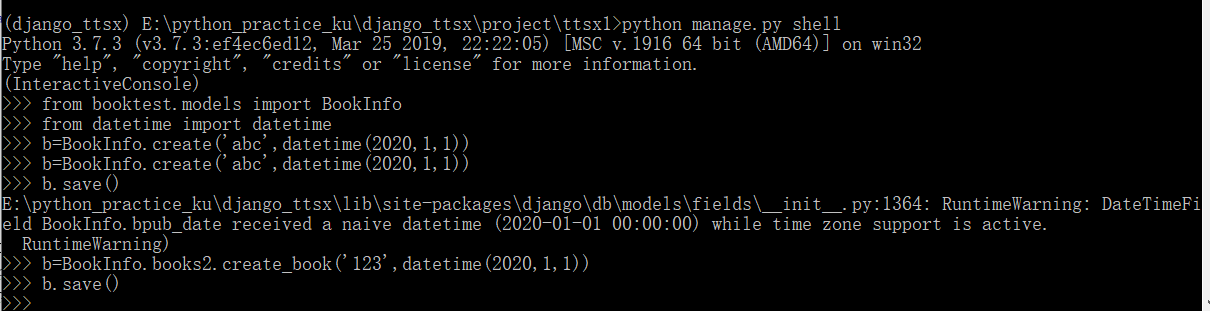 (django_ttsx) E:\python_practice_ku\django_ttsx\project\ttsx1>python manage.py shell
Python 3.7.3 (v3.7.3:ef4ec6ed12, Mar 25 2019, 22:22:05) [MSC v.1916 64 bit (AMD64)] on win32
Type "help", "copyright", "credits" or "license" for more information.
(InteractiveConsole)
>>> from booktest.models import BookInfo
>>> from datetime import datetime
>>> b=BookInfo.create('abc',datetime(2020,1,1))
>>> b=BookInfo.create('abc',datetime(2020,1,1))
>>> b.save()
E:\python_practice_ku\django_ttsx\lib\site-packages\django\db\models\fields\__init__.py:1364: RuntimeWarning: DateTimeFi
eld BookInfo.bpub_date received a naive datetime (2020-01-01 00:00:00) while time zone support is active.
  RuntimeWarning)
>>> b=BookInfo.books2.create_book('123',datetime(2020,1,1))
>>> b.save()
>>>